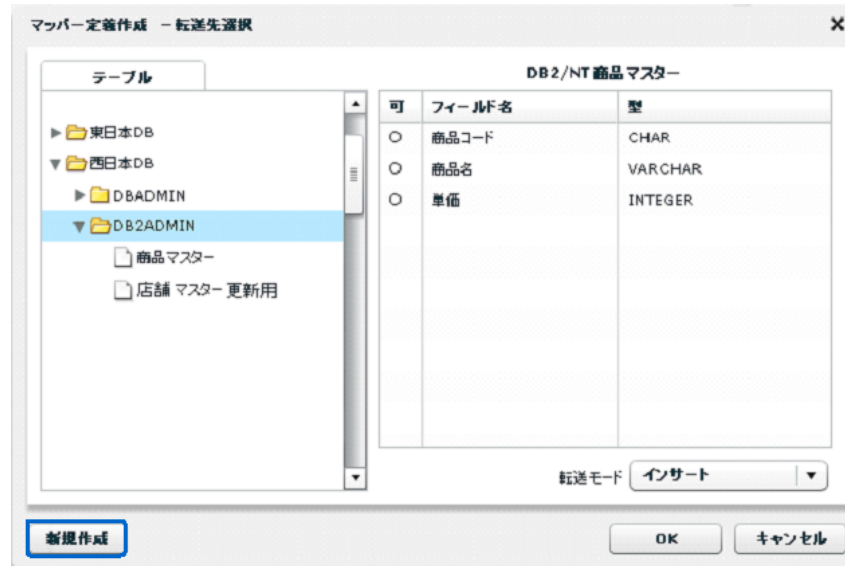 マッパー定義作成 －転送先選択
テーブル
東日本DB
西日本DB
DBADMIN
DB2ADMIN
商品マスター
店舗 マスター 更新用
DB2/NT 商品 マスター
可 フィールド名 型
○ 商品コード CHAR
○ 商品名 VARCHAR
○ 単価 INTEGER
転送モード インサート
新規作成 OK キャンセル